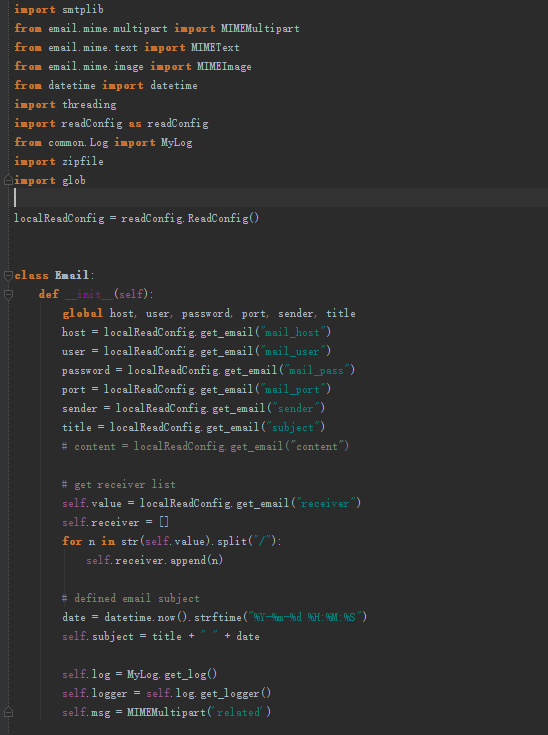 import smtplib
from email.mime.multipart import MIMEMultipart
from email.mime.text import MIMEText
from email.mime.image import MIMEImage
from datetime import datetime
import threading
import readConfig as readConfig
from common.Log import MyLog
import zipfile
import glob
localReadConfig = readConfig.ReadConfig()
class Email:
def __init__(self):
global host, user, password, port, sender, title
host = localReadConfig.get_email("mail_host")
user = localReadConfig.get_email("mail_user")
password = localReadConfig.get_email("mail_pass")
port = localReadConfig.get_email("mail_port")
sender = localReadConfig.get_email("sender")
title = localReadConfig.get_email("subject")
# content = localReadConfig.get_email("content")
# get receiver list
self.value = localReadConfig.get_email("receiver")
self.receiver = []
for n in str(self.value).split("/"):
self.receiver.append(n)
# defined email subject
date = datetime.now().strftime("%Y-%m-%d %H:%M:%S")
self.subject = title + " " + date
self.log = MyLog.get_log()
self.logger = self.log.get_logger()
self.msg = MIMEMultipart('related')